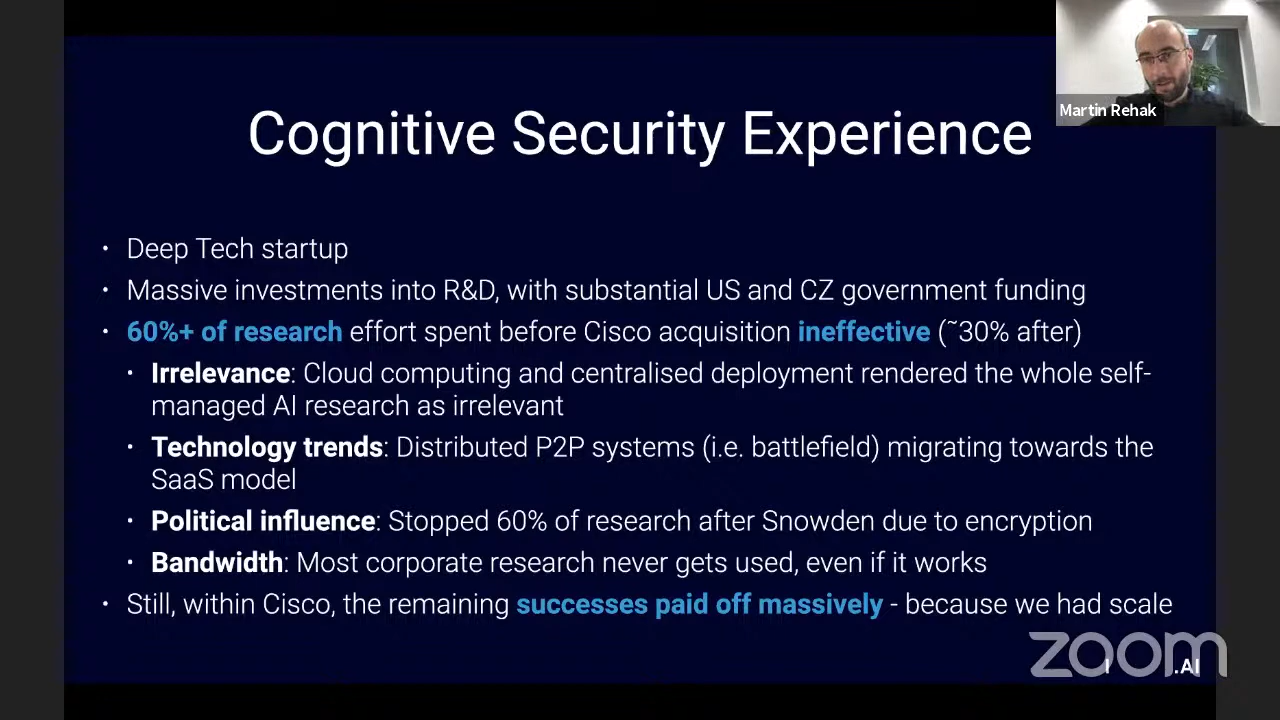 Martin Rehak
Cognitive Security Experience
• Deep Tech startup
• Massive investments into R&D, with substantial US and CZ government funding
• 60%+ of research effort spent before Cisco acquisition ineffective (~30% after)
• Irrelevance: Cloud computing and centralised deployment rendered the whole self-
managed AI research as irrelevant
• Technology trends: Distributed P2P systems (i.e. battlefield) migrating towards the
SaaS model
• Political influence: Stopped 60% of research after Snowden due to encryption
• Bandwidth: Most corporate research never gets used, even if it works
• Still, within Cisco, the remaining successes paid off massively - because we had scale
zoom
.AI